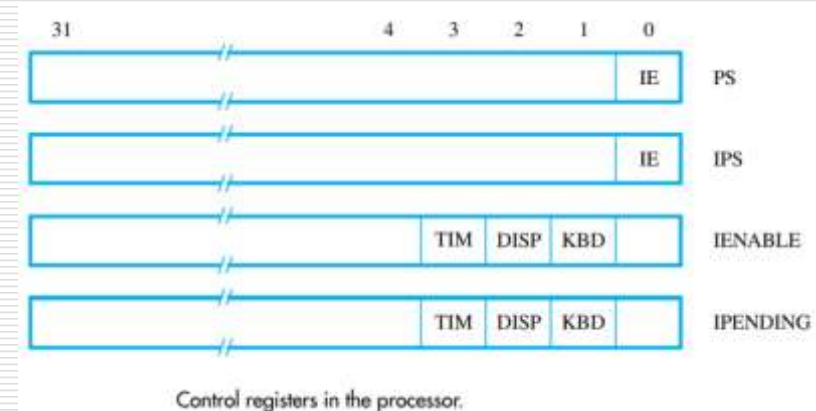 31 4 3 2 1 0
IE PS
IE IPS
TIM DISP KBD IENABLE
TIM DISP KBD IPENDING
Control registers in the processor.